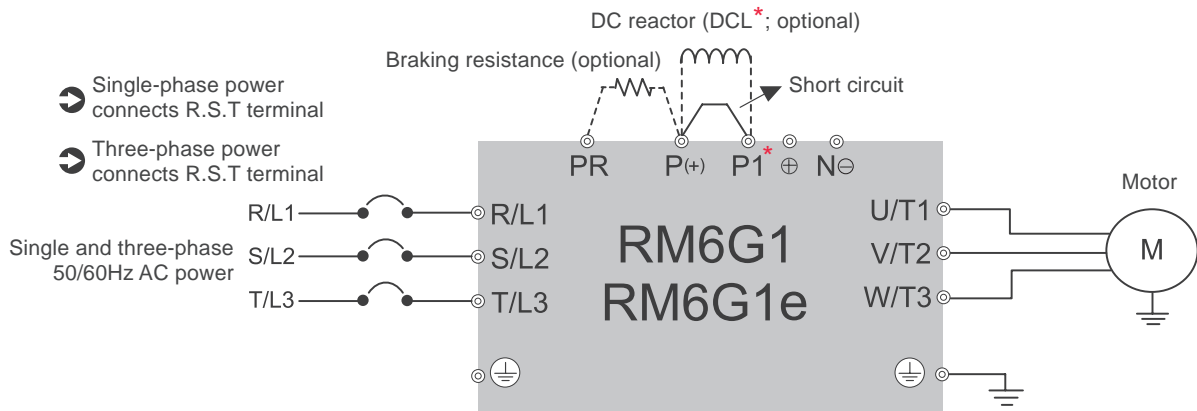 DC reactor (DCL*; optional)
Braking resistance (optional)
Short circuit
Single-phase power
connects R.S.T terminal
Three-phase power
connects R.S.T terminal
PR P(+) P1* ⊕ N⊖
Motor
R/L1 R/L1 U/T1
Single and three-phase
50/60Hz AC power
S/L2 S/L2 V/T2
T/L3 T/L3 W/T3
RM6G1
RM6G1e
M